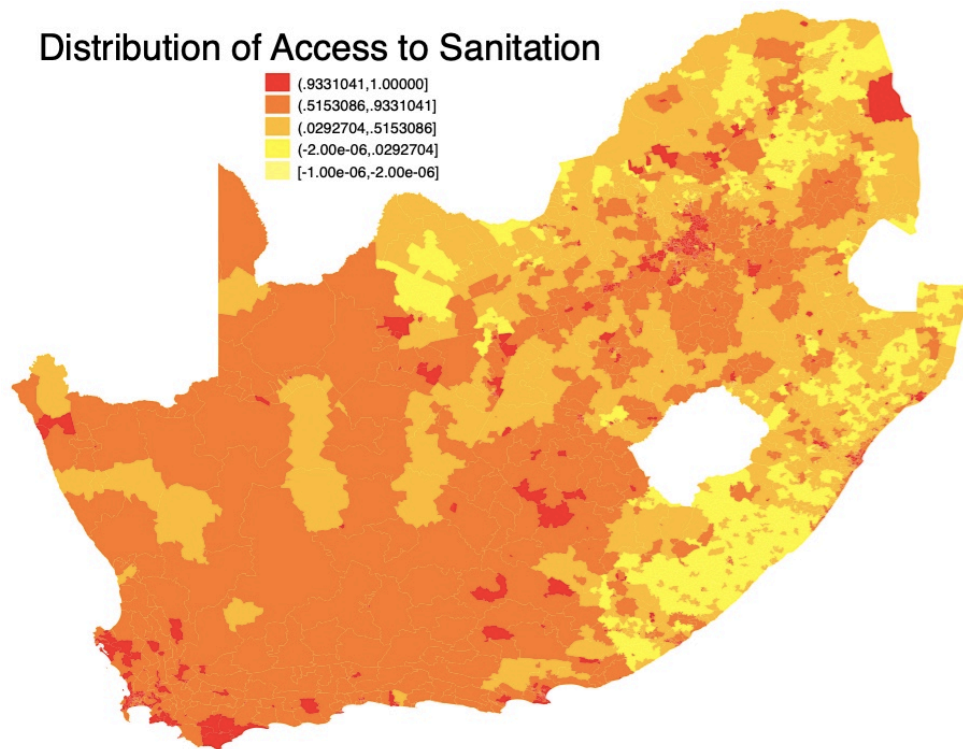 Distribution of Access to Sanitation
(.9331041,1.00000]
(.5153086,.9331041]
(.0292704,.5153086]
(-2.00e-06,.0292704]
[-1.00e-06,-2.00e-06]